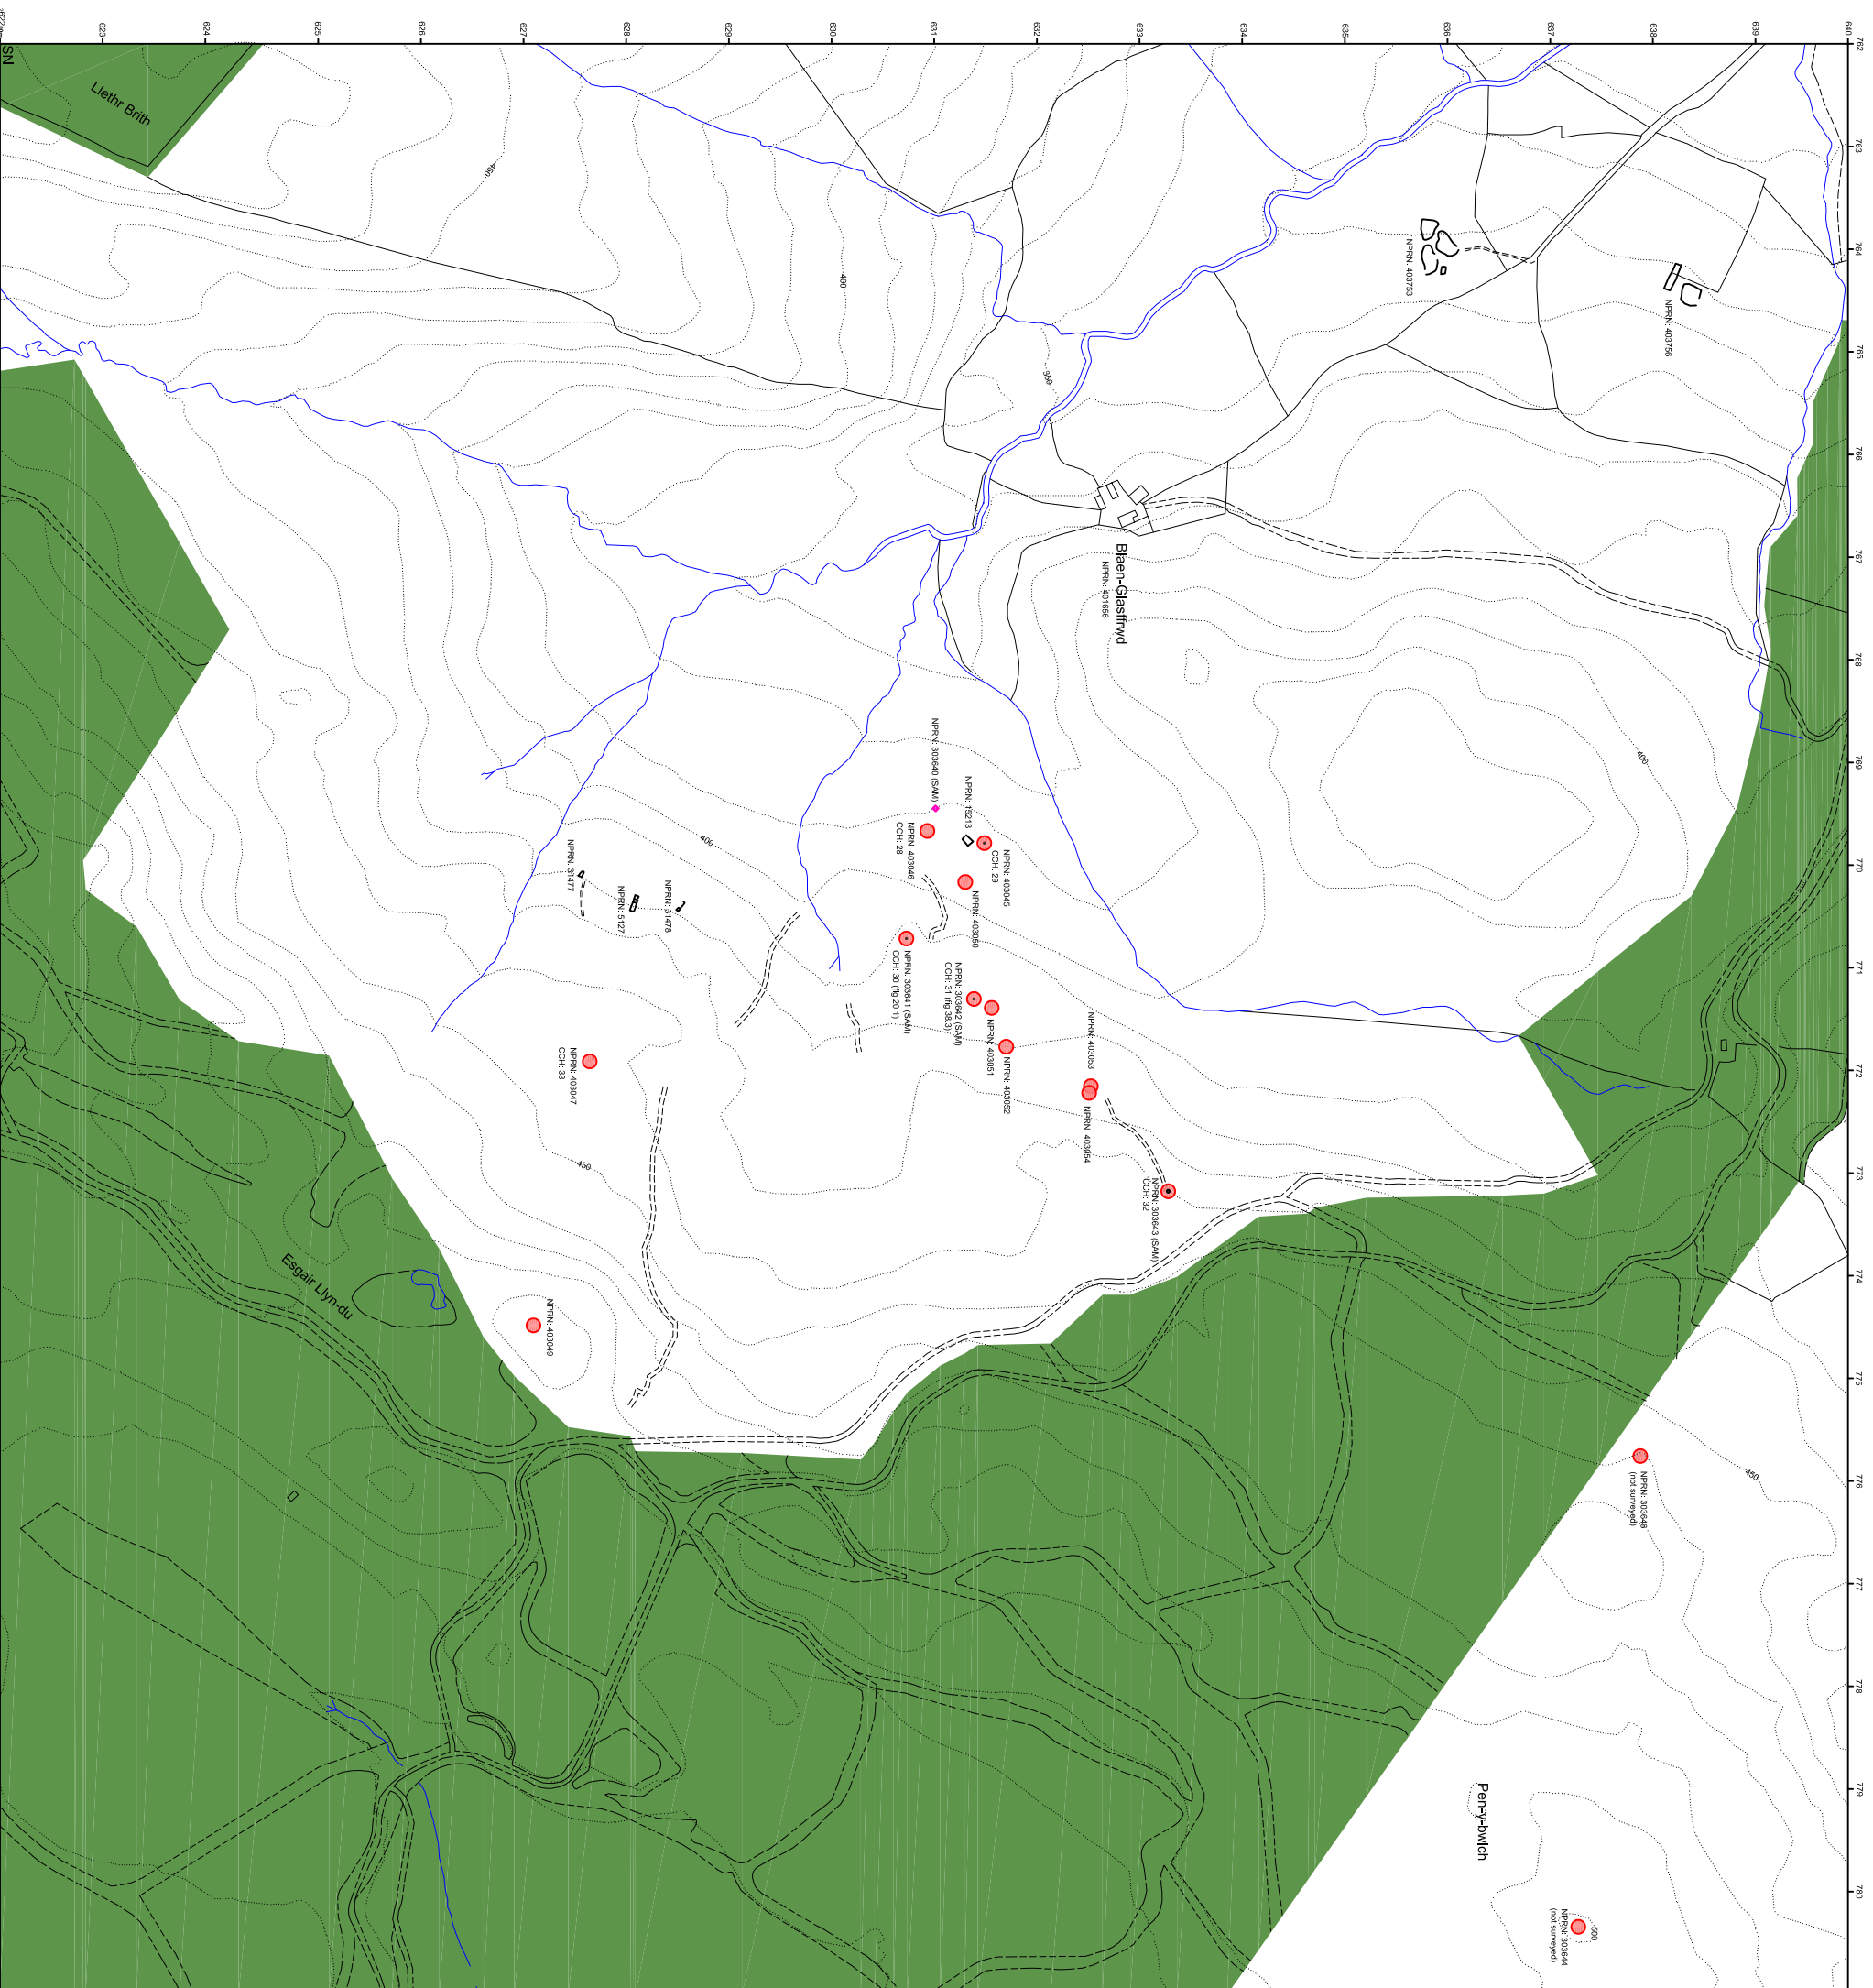 SN
622
623
624
625
626
627
628
629
630
631
632
633
634
635
636
637
638
639
640
762
763
764
765
766
767
768
769
770
771
772
773
774
775
776
777
778
779
780
Llethr Brith
450
400
350
NPRN: 403753
NPRN: 403756
Blaen-Glasffrwd
NPRN: 401656
400
NPRN: 303640 (SAM)
NPRN: 15213
NPRN: 403046
CCH: 28
NPRN: 403045
CCH: 29
NPRN: 403050
400
NPRN: 31477
NPRN: 5127
NPRN: 31478
NPRN: 303641 (SAM)
CCH: 30 (fig 20.1)
NPRN: 303642 (SAM)
CCH: 31 (fig 38.3)
NPRN: 403051
NPRN: 403052
NPRN: 403053
NPRN: 403054
NPRN: 403047
CCH: 33
450
NPRN: 303643 (SAM)
CCH: 32
Esgair Llyn-du
NPRN: 403049
NPRN: 303646
(not surveyed)
450
Pen-y-bwlch
500
NPRN: 303644
(not surveyed)